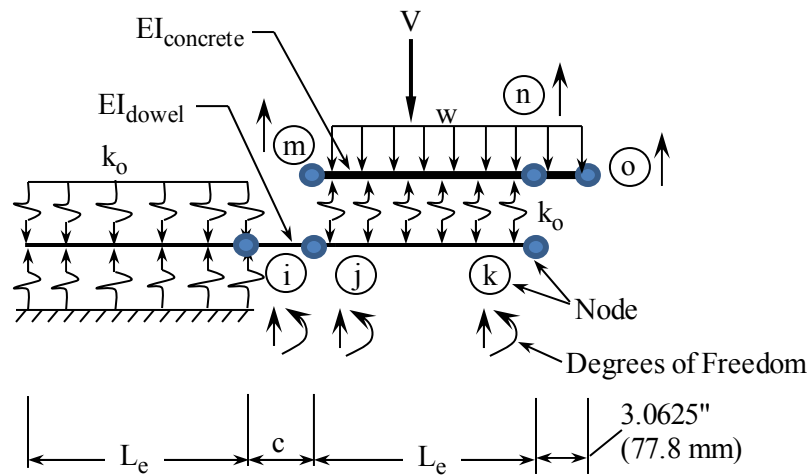 V
EI_concrete
n
EI_dowel
w
m
o
k_o
k_o
i
j
k
Node
Degrees of Freedom
3.0625"
(77.8 mm)
L_e
c
L_e